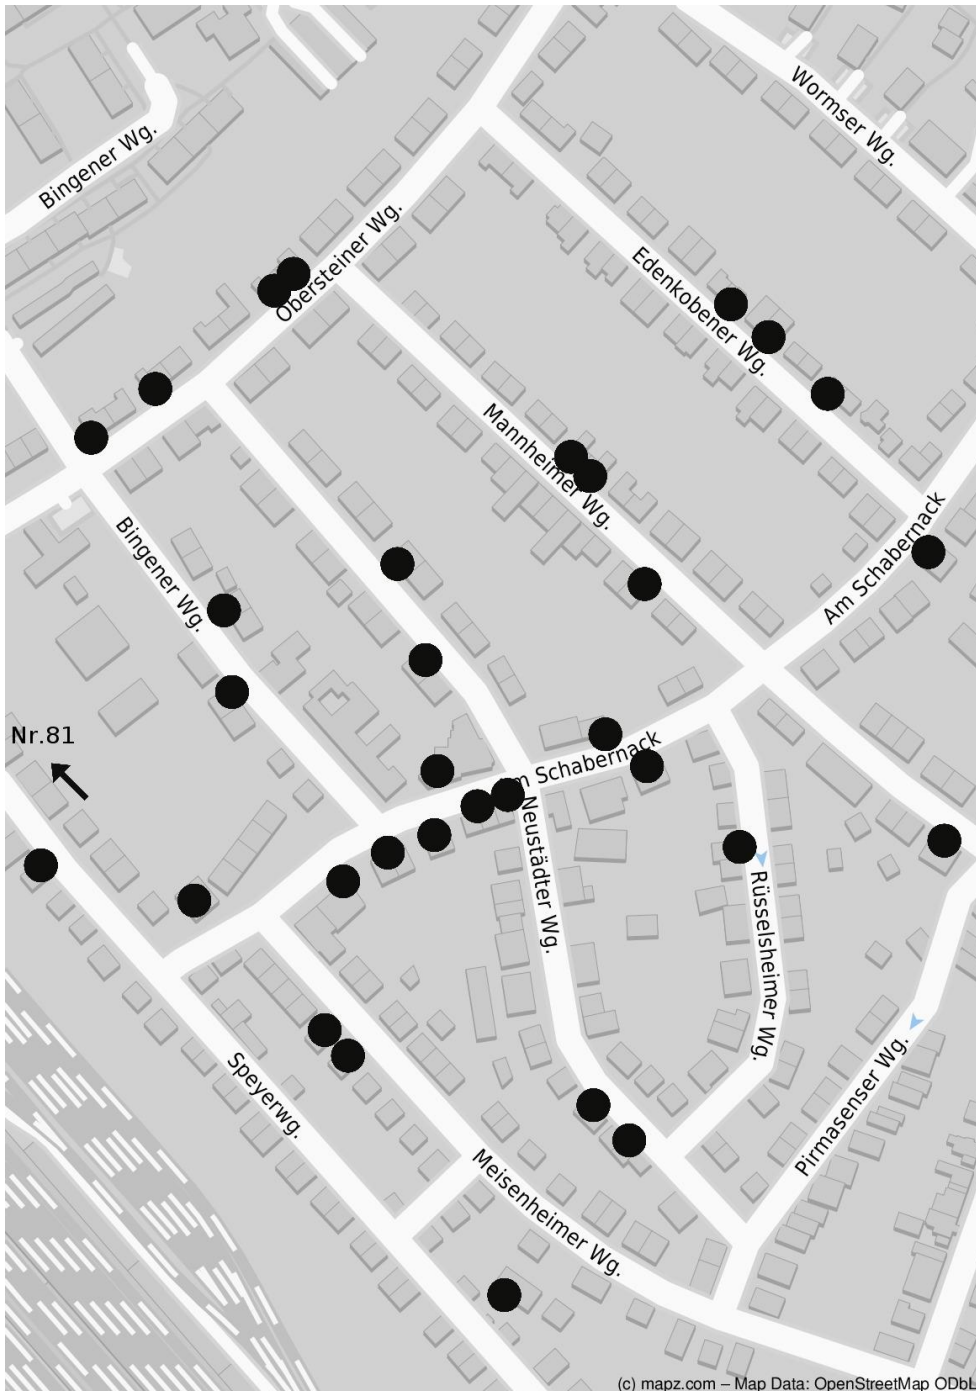 Wormser Wg.
Bingener Wg.
Obersteiner Wg.
Edenkobener Wg.
Mannheimer Wg.
Am Schabernack
Bingener Wg.
Nr.81
m Schabernack
Neustädter Wg.
Rüsselsheimer Wg.
Pirmasenser Wg.
Speyerwg.
Meisenheimer Wg.
(c) mapz.com – Map Data: OpenStreetMap ODbL